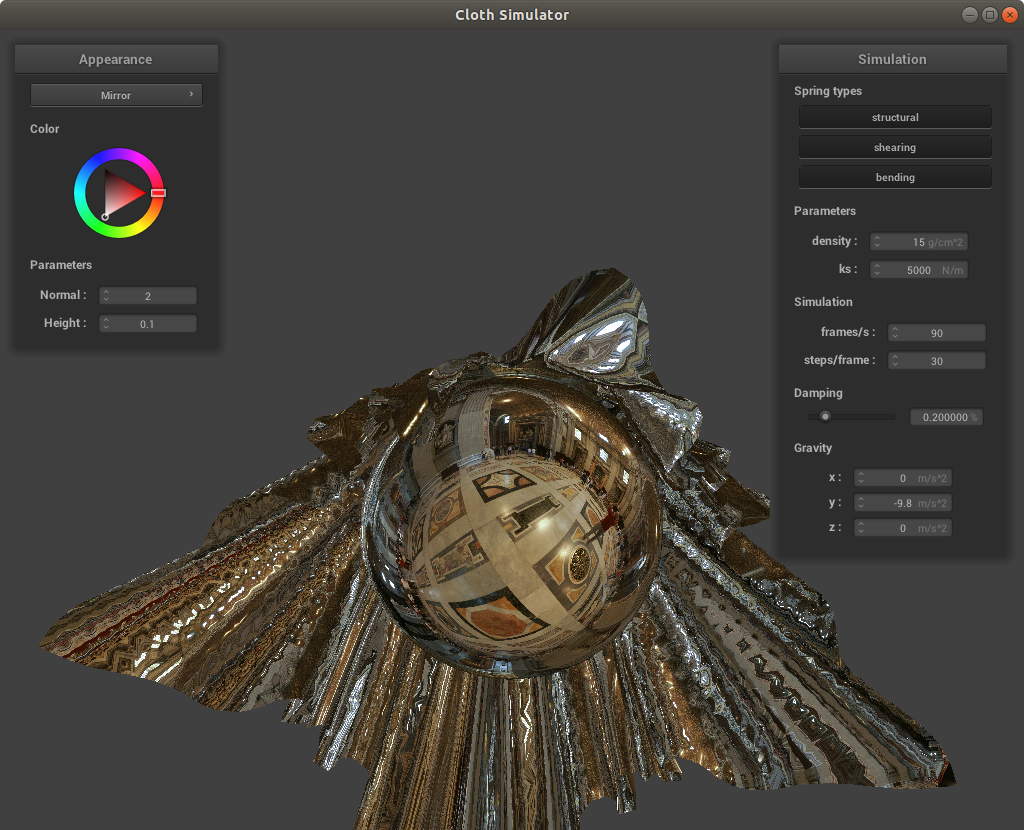 Cloth Simulator
Appearance
Mirror
Color
Parameters
Normal : 2
Height : 0.1
Simulation
Spring types
structural
shearing
bending
Parameters
density : 15 g/cm^2
ks : 5000 N/m
Simulation
frames/s : 90
steps/frame : 30
Damping
0.200000 %
Gravity
x : 0 m/s^2
y : -9.8 m/s^2
z : 0 m/s^2